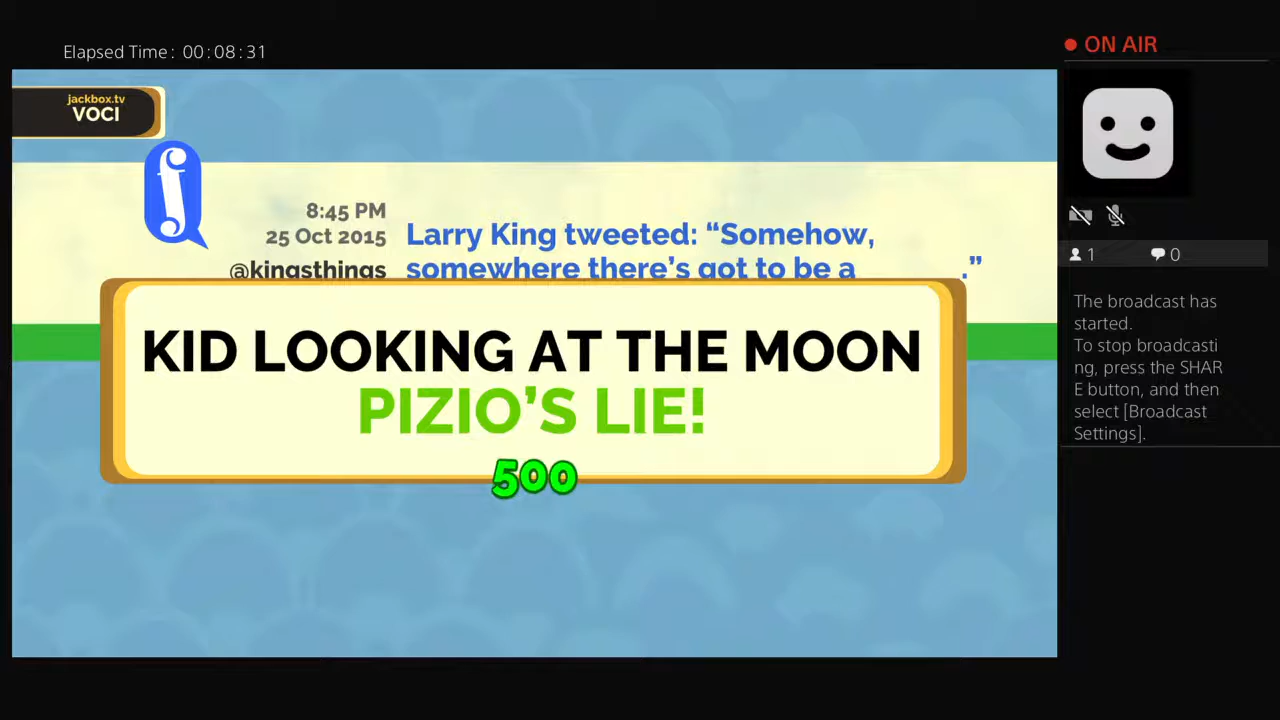 Elapsed Time: 00:08:31
ON AIR
jackbox.tv
VOCI
f
8:45 PM
25 Oct 2015
@kingsthings
Larry King tweeted: “Somehow,
somewhere there’s got to be a .”
KID LOOKING AT THE MOON
PIZIO’S LIE!
500
1 0
The broadcast has
started.
To stop broadcasti
ng, press the SHAR
E button, and then
select [Broadcast
Settings].